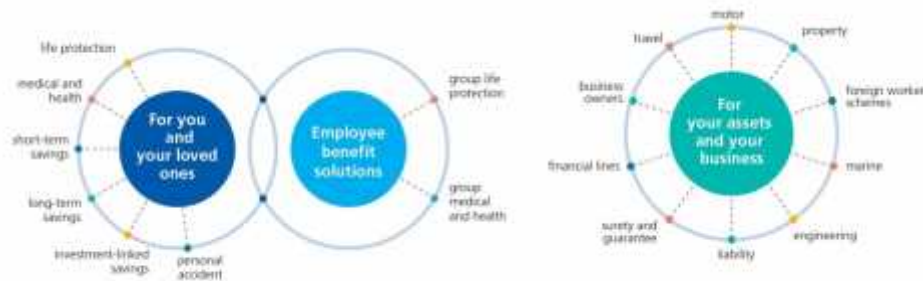 life protection
medical and
health
short-term
savings
long-term
savings
investment-linked
savings
personal
accident
For you
and
your loved
ones
Employee
benefit
solutions
group life
protection
group
medical
and health
motor
travel
property
business
owners
foreign worker
schemes
financial lines
marine
surety and
guarantee
engineering
liability
For
your assets
and your
business